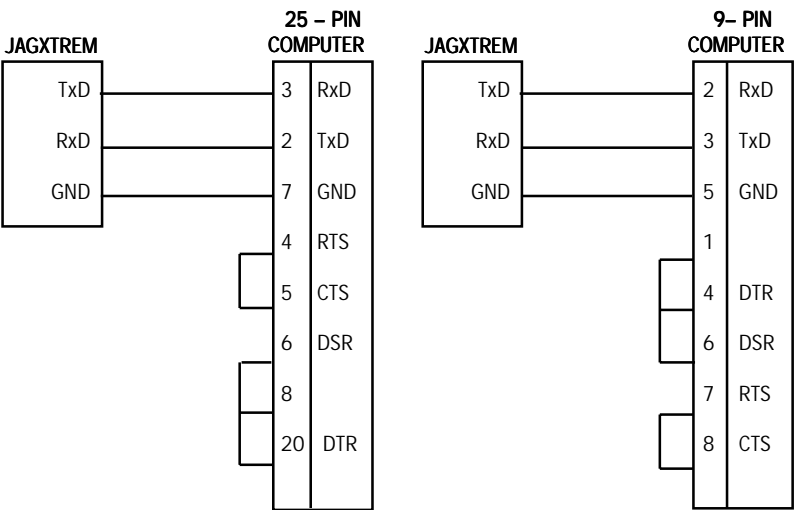 25 – PIN
COMPUTER
JAGXTREM
TxD
RxD
GND
3 RxD
2 TxD
7 GND
4 RTS
5 CTS
6 DSR
8
20 DTR
9– PIN
COMPUTER
JAGXTREM
TxD
RxD
GND
2 RxD
3 TxD
5 GND
1
4 DTR
6 DSR
7 RTS
8 CTS